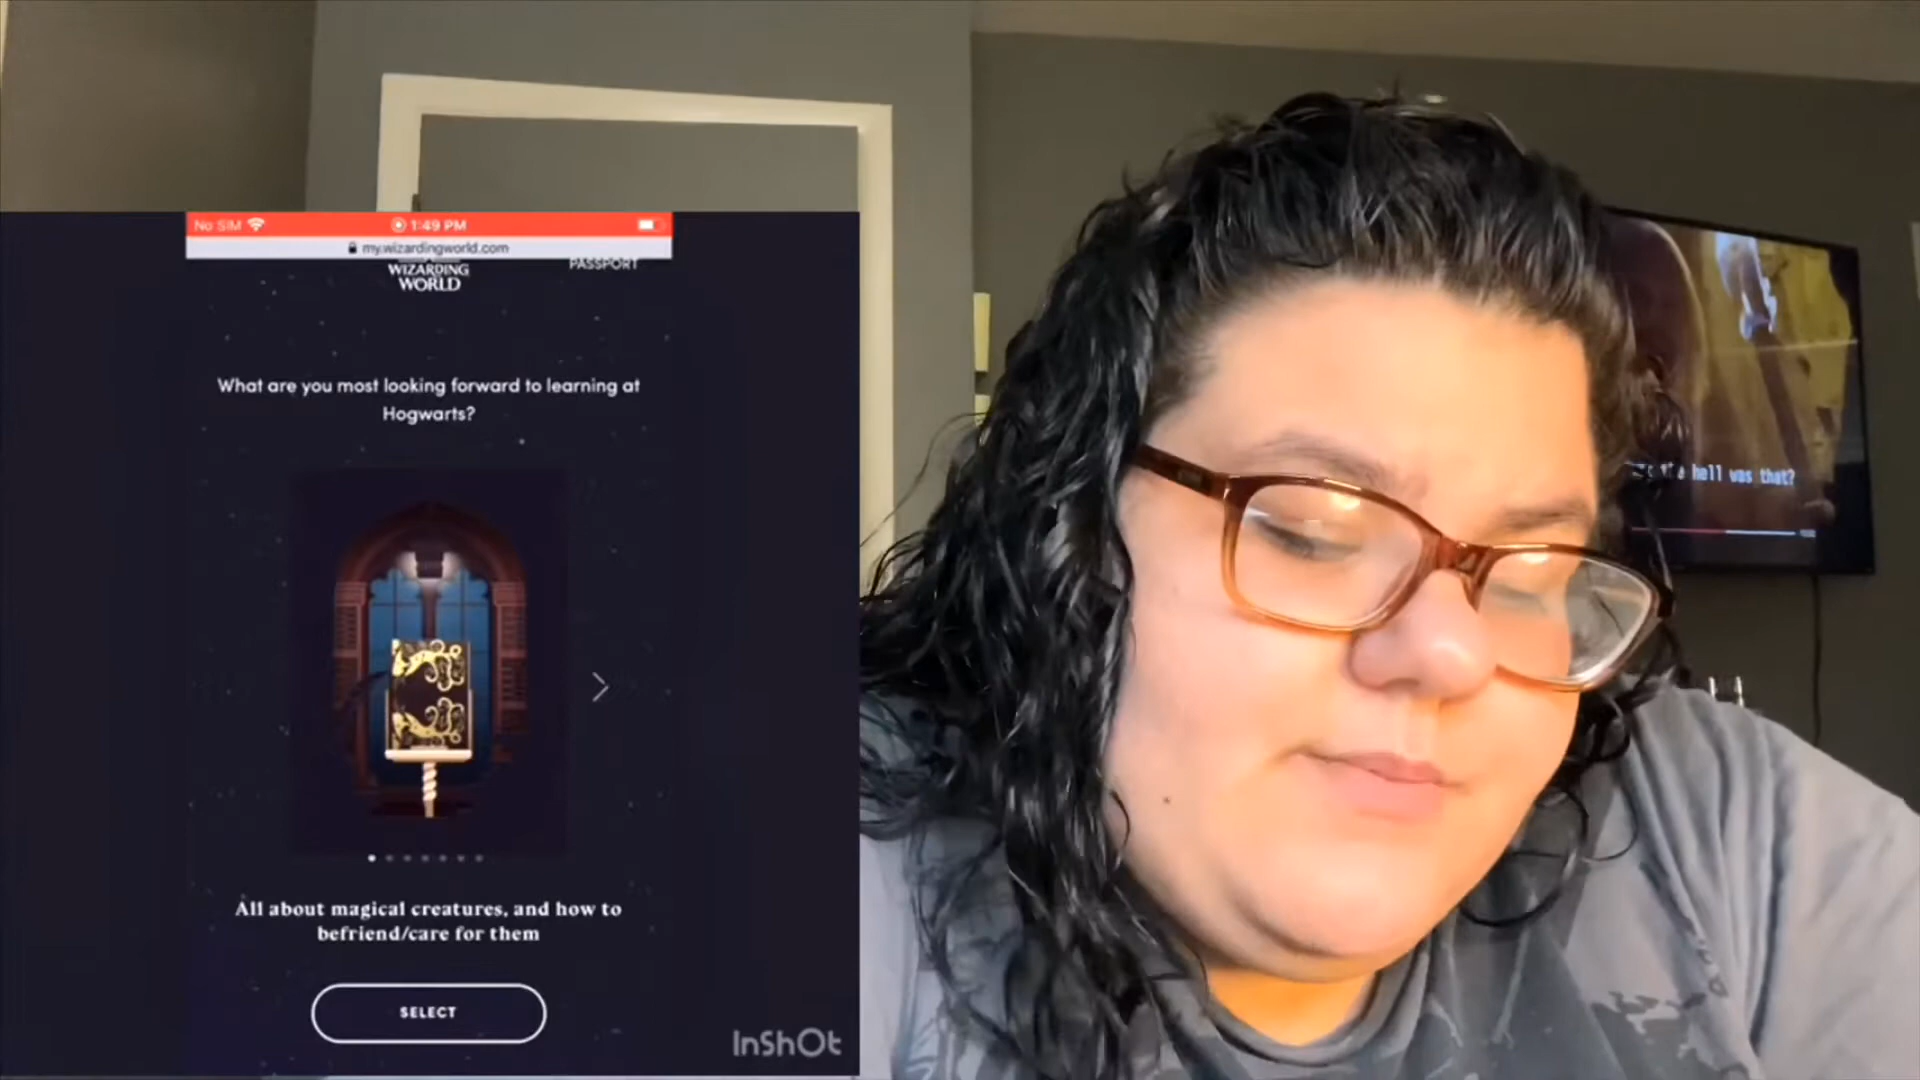 No SIM
1:49 PM
my.wizardingworld.com
WIZARDING
WORLD
PASSPORT
What are you most looking forward to learning at
Hogwarts?
All about magical creatures, and how to
befriend/care for them
SELECT
InShOt
hell was that?